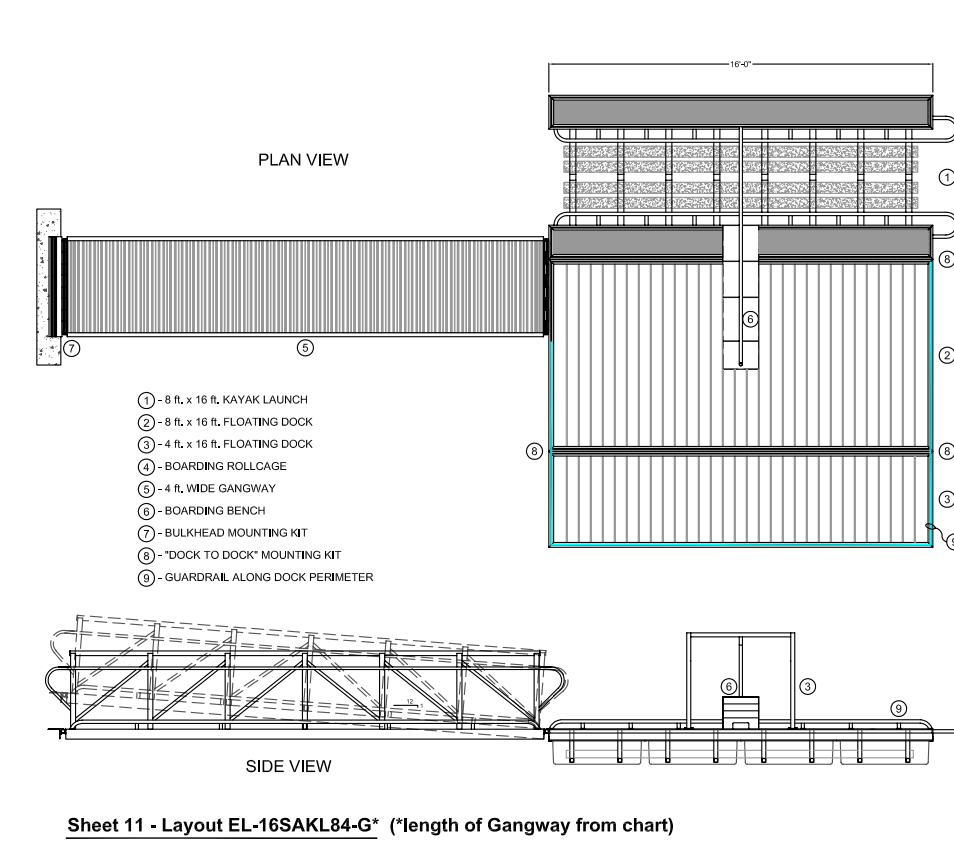 16'-0"
PLAN VIEW
1
8
7
5
6
2
8
8
3
9
1 - 8 ft. x 16 ft. KAYAK LAUNCH
2 - 8 ft. x 16 ft. FLOATING DOCK
3 - 4 ft. x 16 ft. FLOATING DOCK
4 - BOARDING ROLLCAGE
5 - 4 ft. WIDE GANGWAY
6 - BOARDING BENCH
7 - BULKHEAD MOUNTING KIT
8 - "DOCK TO DOCK" MOUNTING KIT
9 - GUARDRAIL ALONG DOCK PERIMETER
12
1
6
3
9
SIDE VIEW
Sheet 11 - Layout EL-16SAKL84-G* (*length of Gangway from chart)